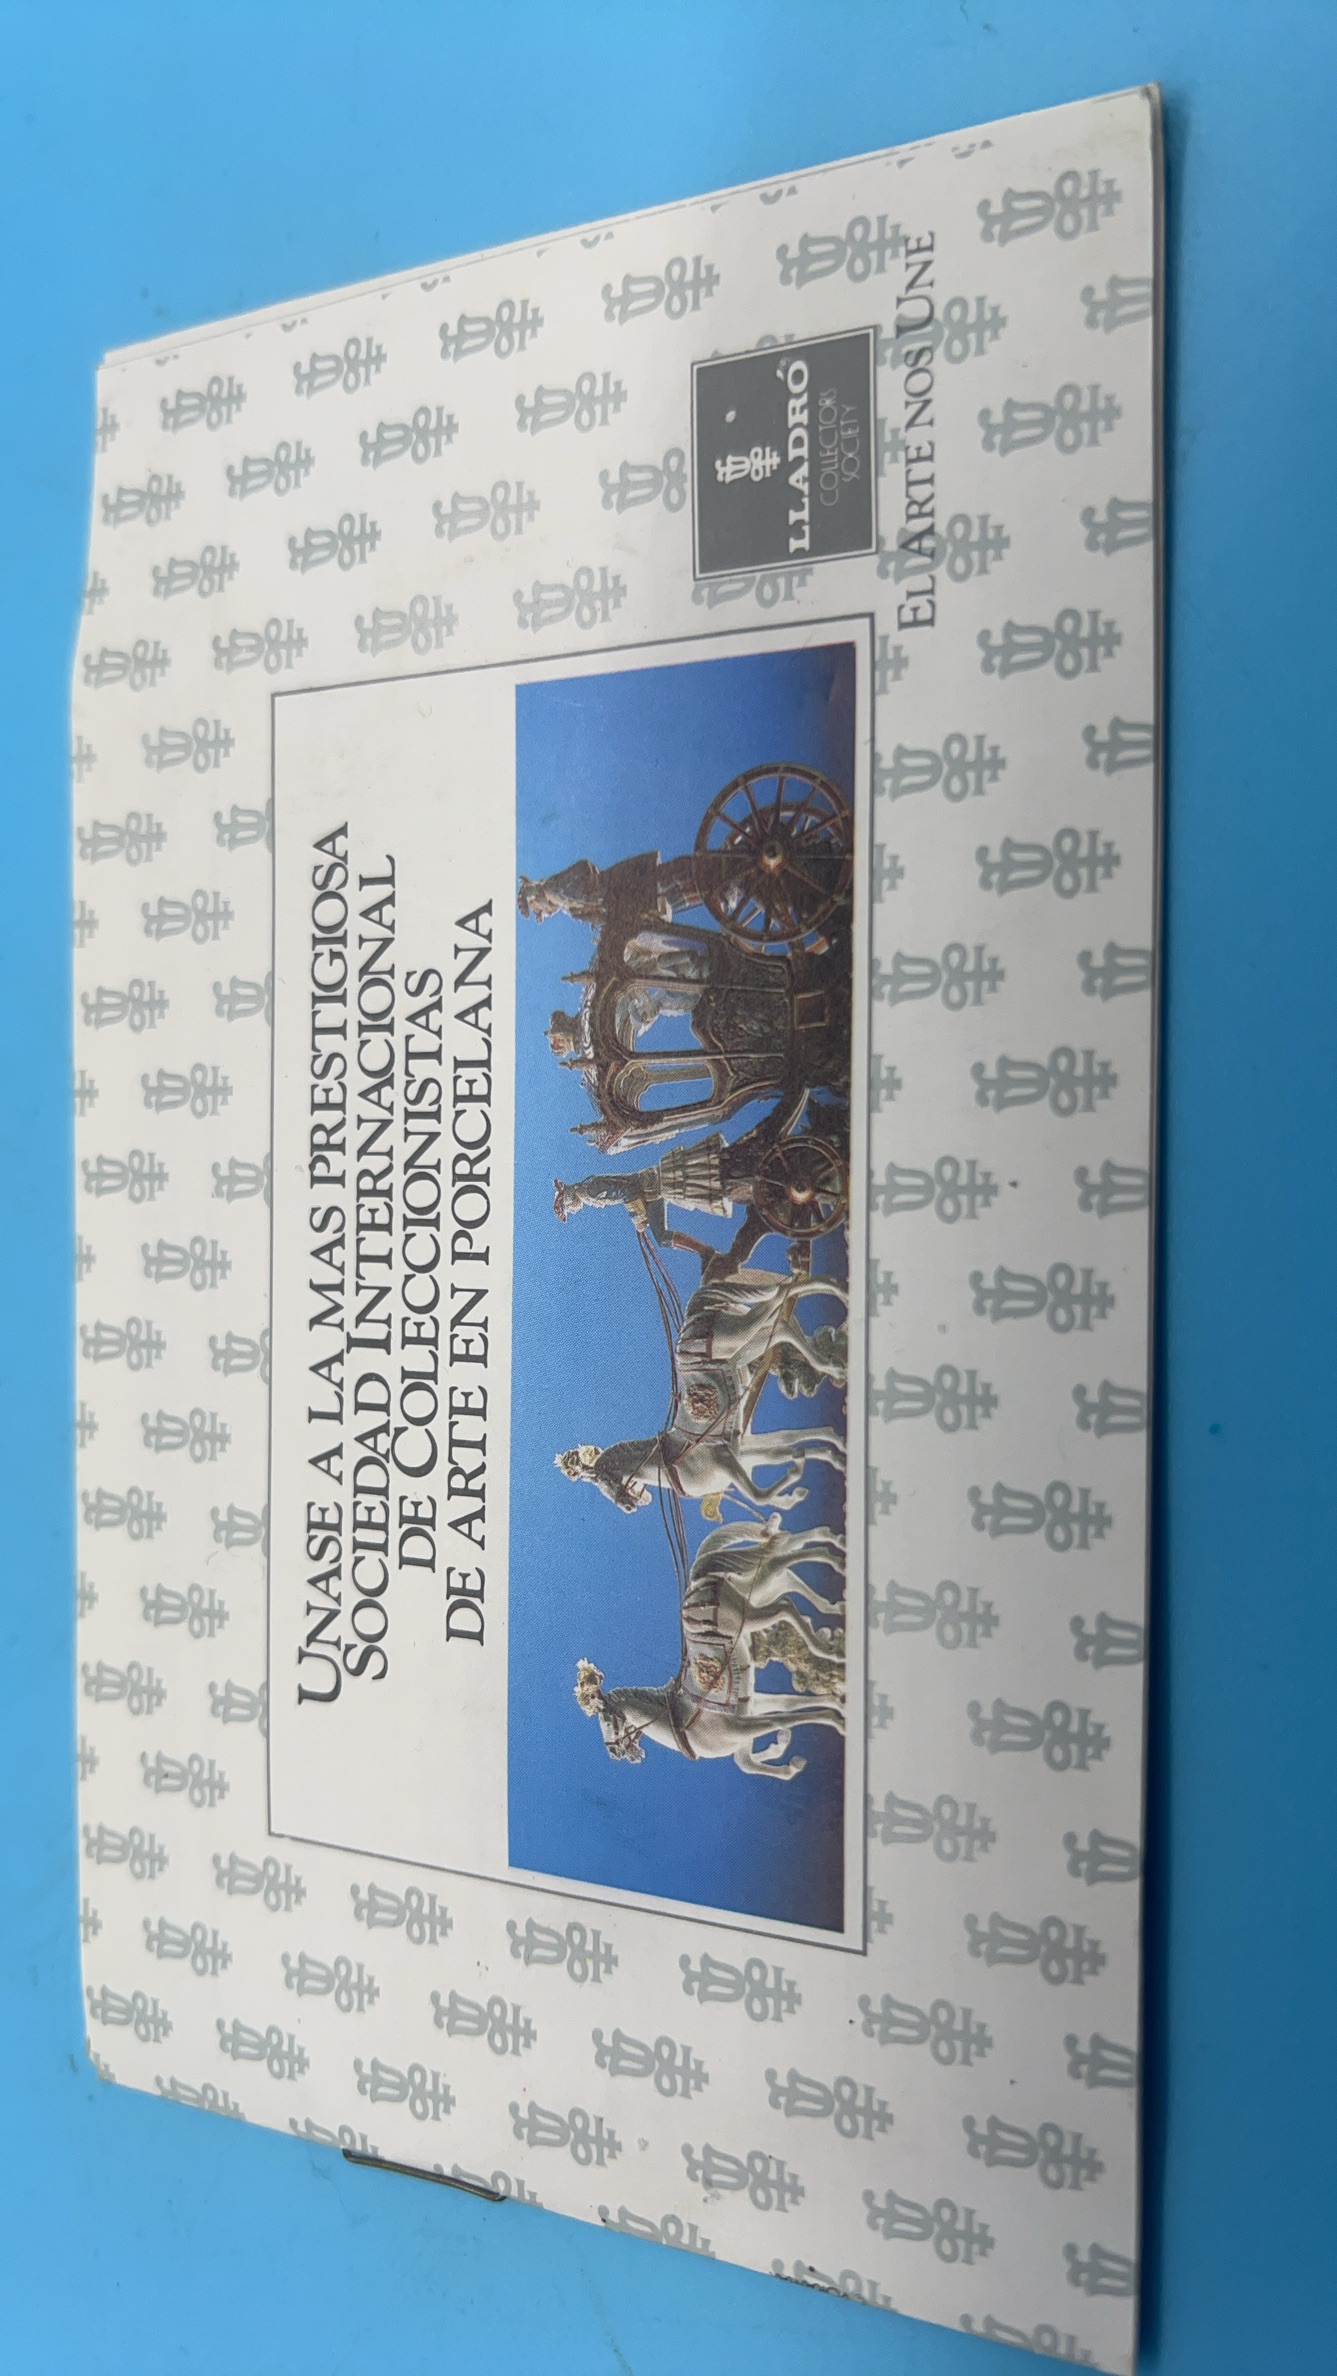 UNASE A LA MAS PRESTIGIOSA
SOCIEDAD INTERNACIONAL
DE COLECCIONISTAS
DE ARTE EN PORCELANA
LLADRÓ
COLLECTORS
SOCIETY
EL ARTE NOS UNE